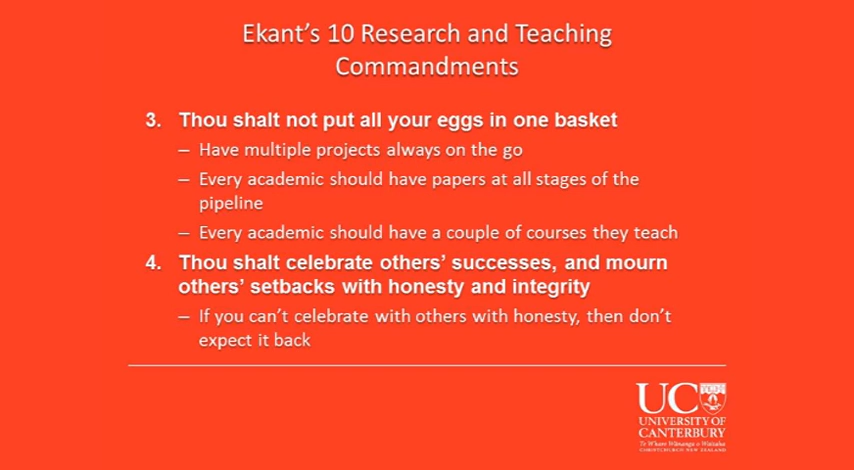 Ekant's 10 Research and Teaching
Commandments
3. Thou shalt not put all your eggs in one basket
– Have multiple projects always on the go
– Every academic should have papers at all stages of the
pipeline
– Every academic should have a couple of courses they teach
4. Thou shalt celebrate others' successes, and mourn
others' setbacks with honesty and integrity
– If you can't celebrate with others with honesty, then don't
expect it back
UC
UNIVERSITY OF
CANTERBURY
Te Whare Wānanga o Waitaha
CHRISTCHURCH NEW ZEALAND